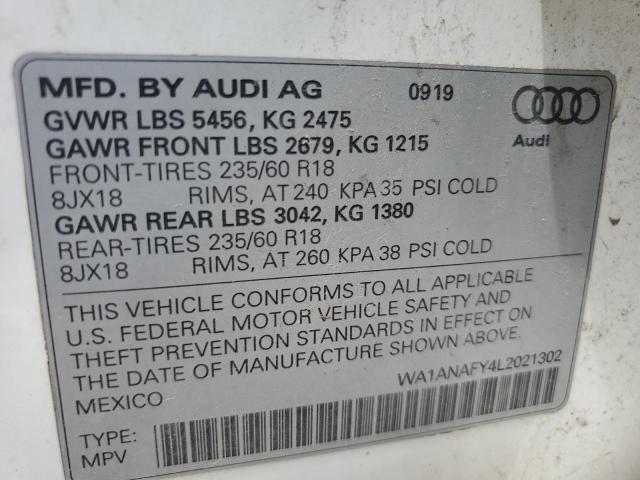 MFD. BY AUDI AG 0919
GVWR LBS 5456, KG 2475
GAWR FRONT LBS 2679, KG 1215
Audi
FRONT-TIRES 235/60 R18
8JX18 RIMS, AT 240 KPA 35 PSI COLD
GAWR REAR LBS 3042, KG 1380
REAR-TIRES 235/60 R18
8JX18 RIMS, AT 260 KPA 38 PSI COLD
THIS VEHICLE CONFORMS TO ALL APPLICABLE
U.S. FEDERAL MOTOR VEHICLE SAFETY AND
THEFT PREVENTION STANDARDS IN EFFECT ON
THE DATE OF MANUFACTURE SHOWN ABOVE.
MEXICO
WA1ANAFY4L2021302
TYPE:
MPV